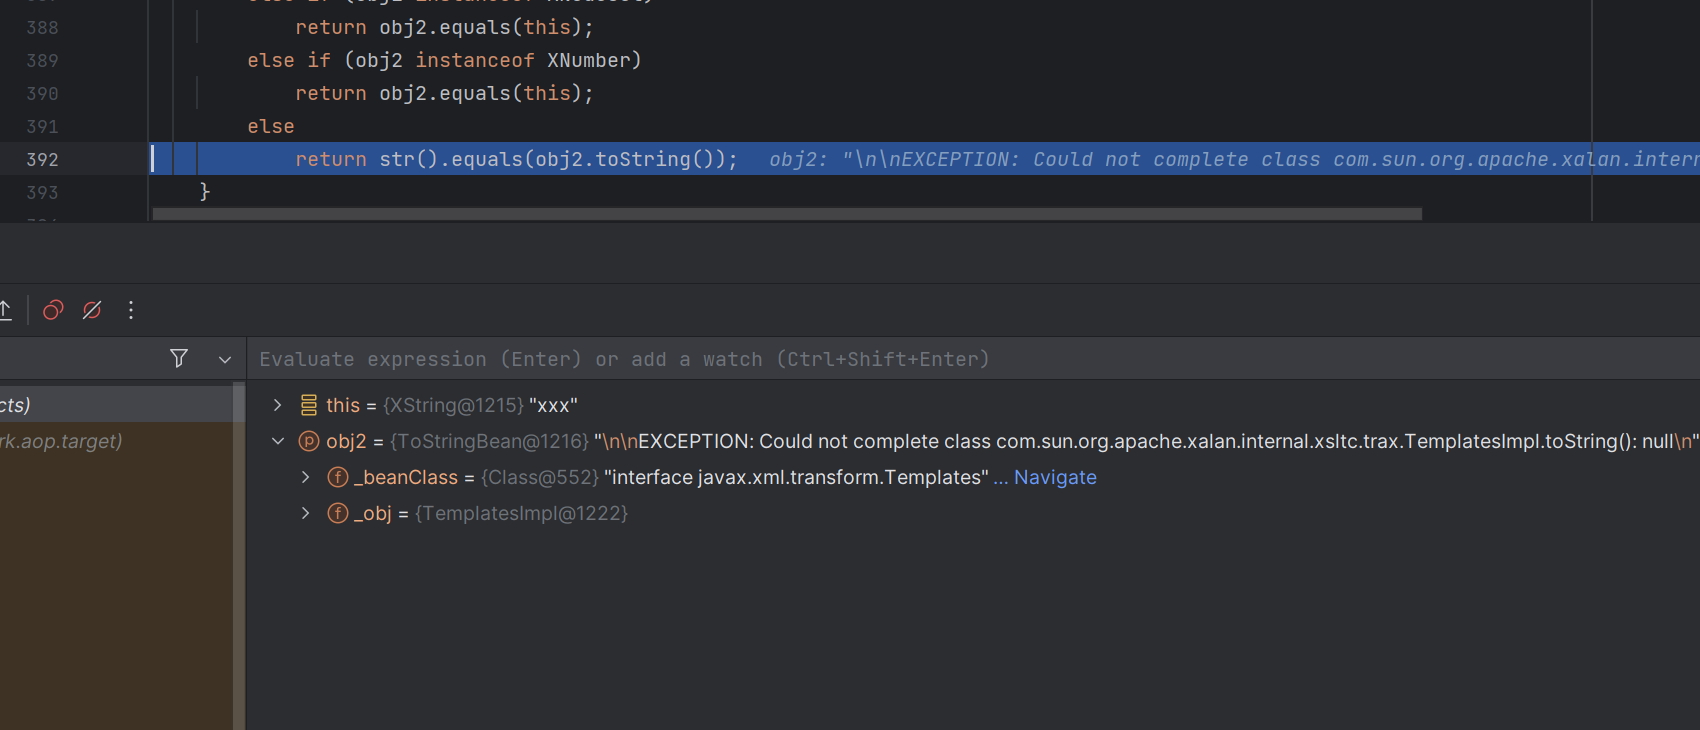 388 return obj2.equals(this);
389 else if (obj2 instanceof XNumber)
390 return obj2.equals(this);
391 else
392 return str().equals(obj2.toString()); obj2: "\n\nEXCEPTION: Could not complete class com.sun.org.apache.xalan.intern
393 }
Evaluate expression (Enter) or add a watch (Ctrl+Shift+Enter)
cts)
this = {XString@1215} "xxx"
rk.aop.target)
obj2 = {ToStringBean@1216} "\n\nEXCEPTION: Could not complete class com.sun.org.apache.xalan.internal.xsltc.trax.TemplatesImpl.toString(): null\n"
_beanClass = {Class@552} "interface javax.xml.transform.Templates" ... Navigate
_obj = {TemplatesImpl@1222}